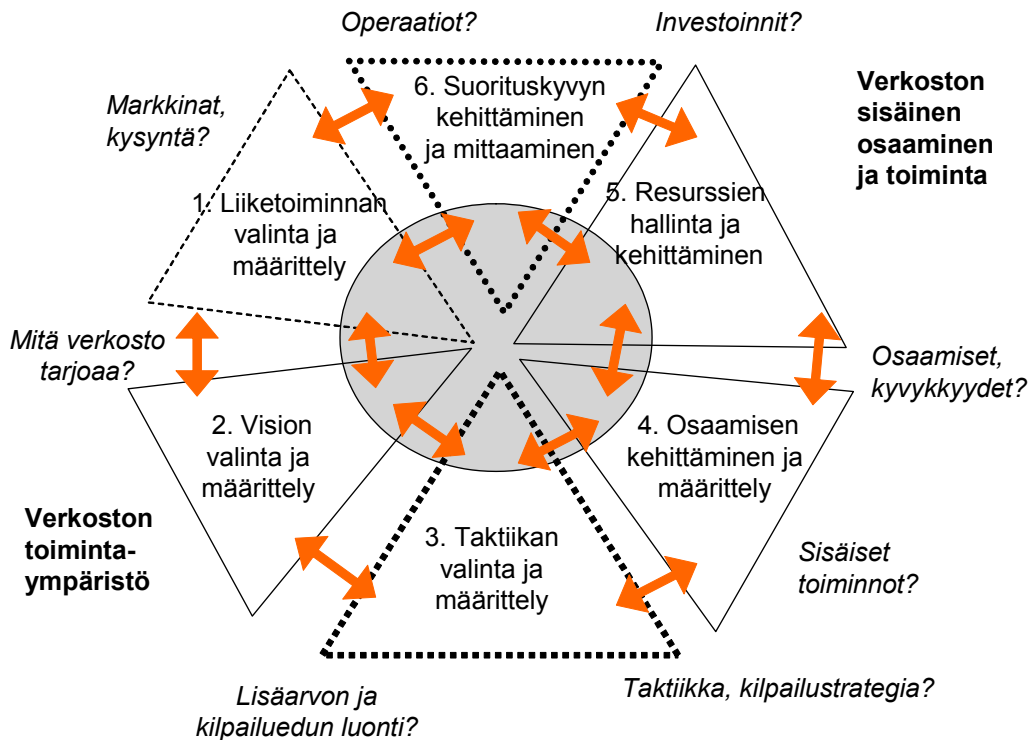 Operaatiot?
Investoinnit?
Markkinat,
kysyntä?
6. Suorituskyvyn
kehittäminen
ja mittaaminen
Verkoston
sisäinen
osaaminen
ja toiminta
1. Liiketoiminnan
valinta ja
määrittely
5. Resurssien
hallinta ja
kehittäminen
Mitä verkosto
tarjoaa?
Osaamiset,
kyvykkyydet?
2. Vision
valinta ja
määrittely
4. Osaamisen
kehittäminen ja
määrittely
Verkoston
toiminta-
ympäristö
3. Taktiikan
valinta ja
määrittely
Sisäiset
toiminnot?
Lisäarvon ja
kilpailuedun luonti?
Taktiikka, kilpailustrategia?